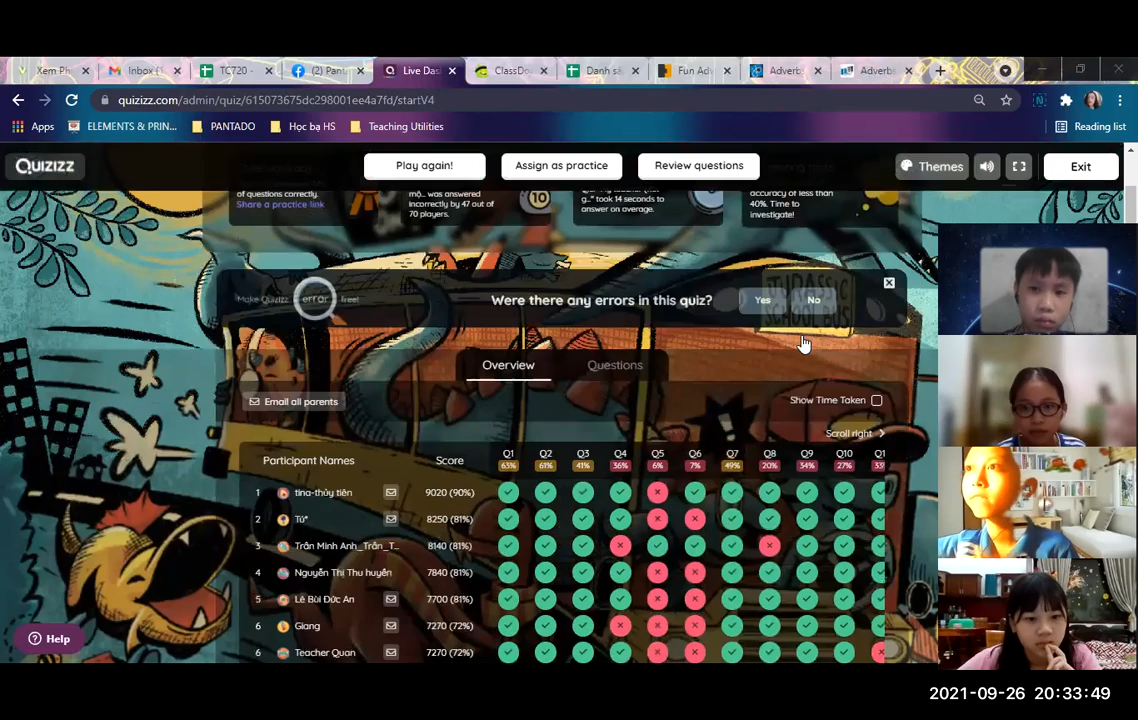 Xem Ph
Inbox (
TC720 -
(2) Pant
Live Das
ClassDo
Danh sá
Fun Adv
Adverb
Adverb
quizizz.com/admin/quiz/615073675dc298001ee4a7fd/startV4
Apps
ELEMENTS & PRIN...
PANTADO
Học bạ HS
Teaching Utilities
Reading list
QUIZIZZ
Play again!
Assign as practice
Review questions
Themes
Exit
of questions correctly.
Share a practice link
mô... was answered
incorrectly by 47 out of
70 players.
10
g..." took 14 seconds to
answer on average.
accuracy of less than
40%. Time to
investigate!
Make Quizizz error free!
Were there any errors in this quiz?
Yes
No
SCHOOL BUS
Overview
Questions
Email all parents
Show Time Taken
Scroll right
Participant Names
Score
Q1 Q2 Q3 Q4 Q5 Q6 Q7 Q8 Q9 Q10 Q1
63% 61% 41% 36% 6% 7% 49% 20% 34% 27% 33
1 tina-thủy tiên 9020 (90%)
2 Tú* 8250 (81%)
3 Trần Minh Anh_Trần_T... 8140 (81%)
4 Nguyễn Thị Thu huyền 7840 (81%)
5 Lê Bùi Đức An 7700 (81%)
6 Giang 7270 (72%)
6 Teacher Quan 7270 (72%)
Help
2021-09-26 20:33:49